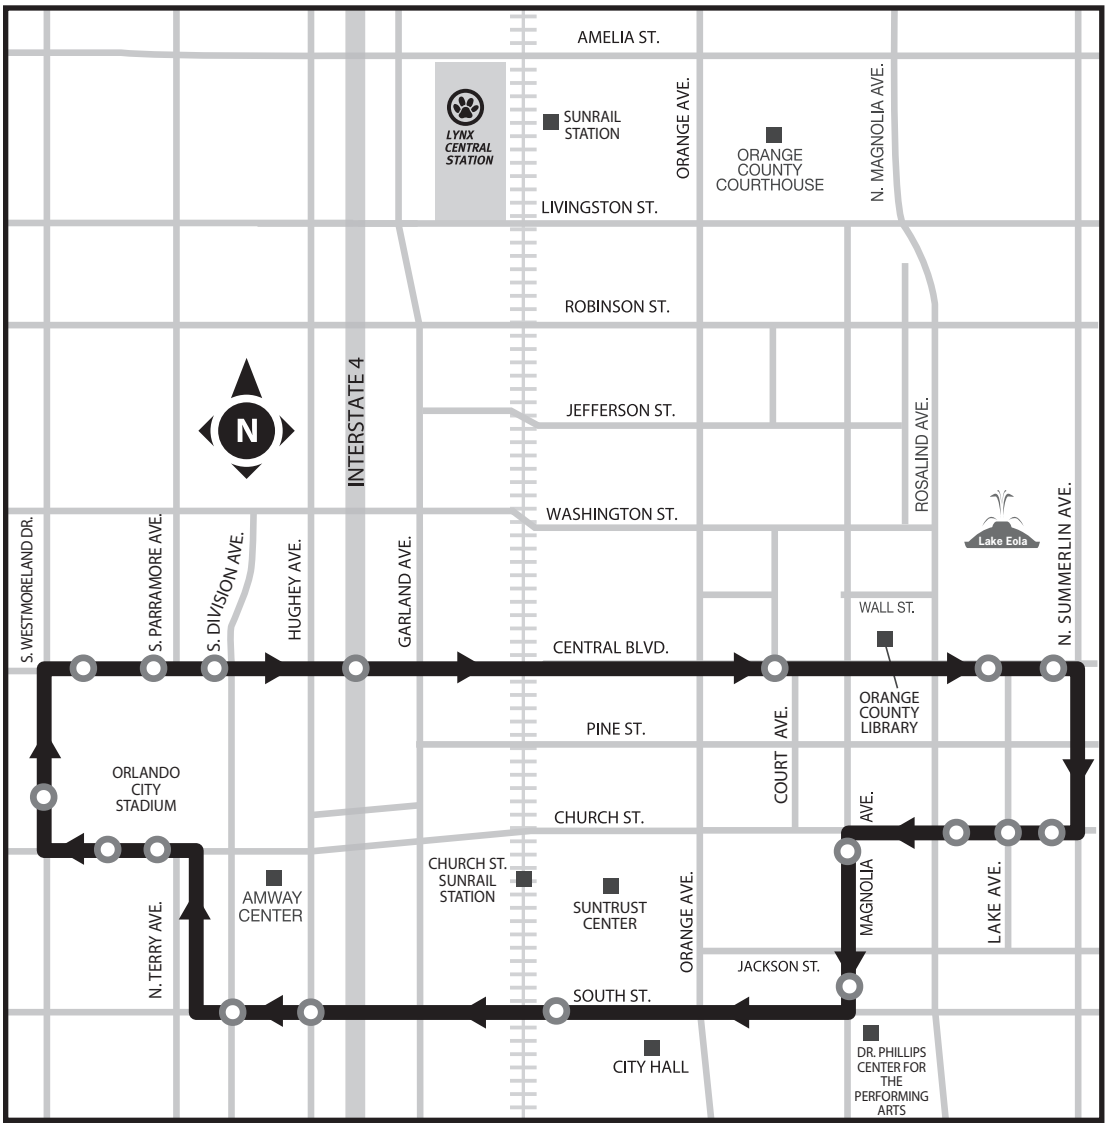 AMELIA ST.
LYNX
CENTRAL
STATION
SUNRAIL
STATION
ORANGE AVE.
ORANGE
COUNTY
COURTHOUSE
N. MAGNOLIA AVE.
LIVINGSTON ST.
ROBINSON ST.
N
INTERSTATE 4
JEFFERSON ST.
ROSALIND AVE.
WASHINGTON ST.
Lake Eola
S. WESTMORELAND DR.
S. PARRAMORE AVE.
S. DIVISION AVE.
HUGHEY AVE.
GARLAND AVE.
N. SUMMERLIN AVE.
WALL ST.
CENTRAL BLVD.
ORANGE
COUNTY
LIBRARY
PINE ST.
COURT AVE.
ORLANDO
CITY
STADIUM
CHURCH ST.
MAGNOLIA AVE.
CHURCH ST.
SUNRAIL
STATION
AMWAY
CENTER
SUNTRUST
CENTER
ORANGE AVE.
LAKE AVE.
N. TERRY AVE.
JACKSON ST.
SOUTH ST.
CITY HALL
DR. PHILLIPS
CENTER FOR
THE
PERFORMING
ARTS